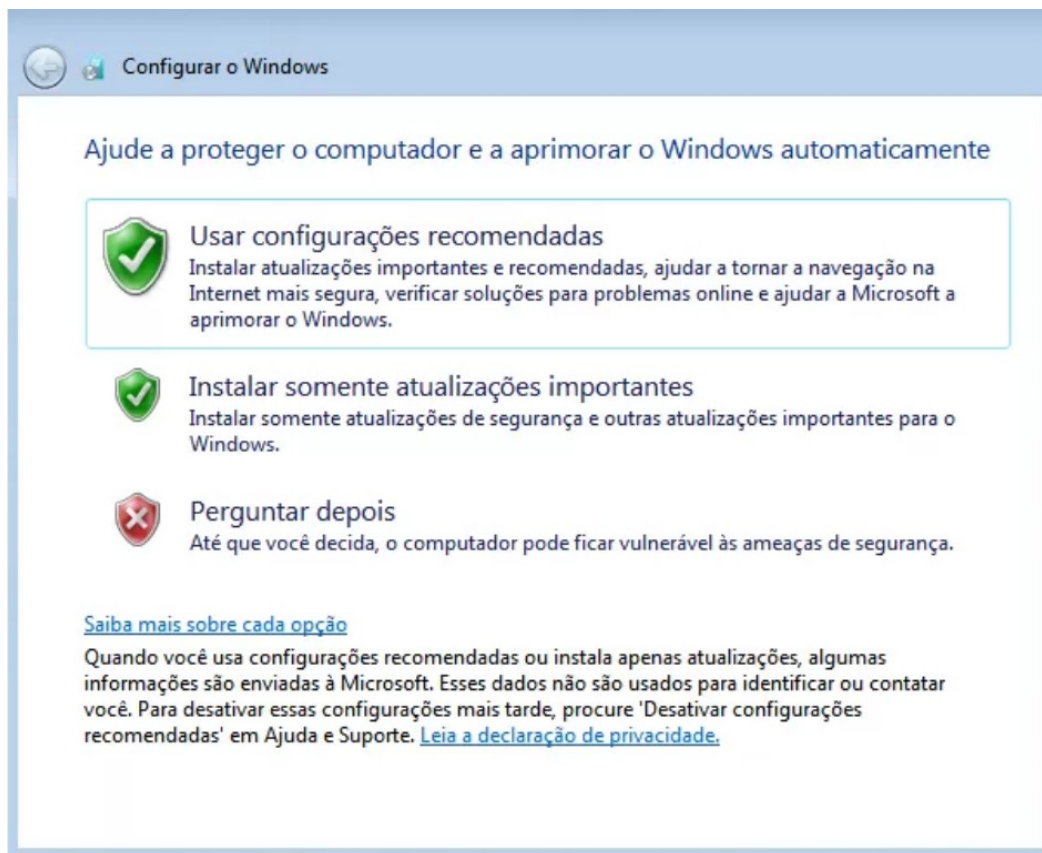 Configurar o Windows
Ajude a proteger o computador e a aprimorar o Windows automaticamente
Usar configurações recomendadas
Instalar atualizações importantes e recomendadas, ajudar a tornar a navegação na
Internet mais segura, verificar soluções para problemas online e ajudar a Microsoft a
aprimorar o Windows.
Instalar somente atualizações importantes
Instalar somente atualizações de segurança e outras atualizações importantes para o
Windows.
Perguntar depois
Até que você decida, o computador pode ficar vulnerável às ameaças de segurança.
Saiba mais sobre cada opção
Quando você usa configurações recomendadas ou instala apenas atualizações, algumas
informações são enviadas à Microsoft. Esses dados não são usados para identificar ou contatar
você. Para desativar essas configurações mais tarde, procure 'Desativar configurações
recomendadas' em Ajuda e Suporte. Leia a declaração de privacidade.